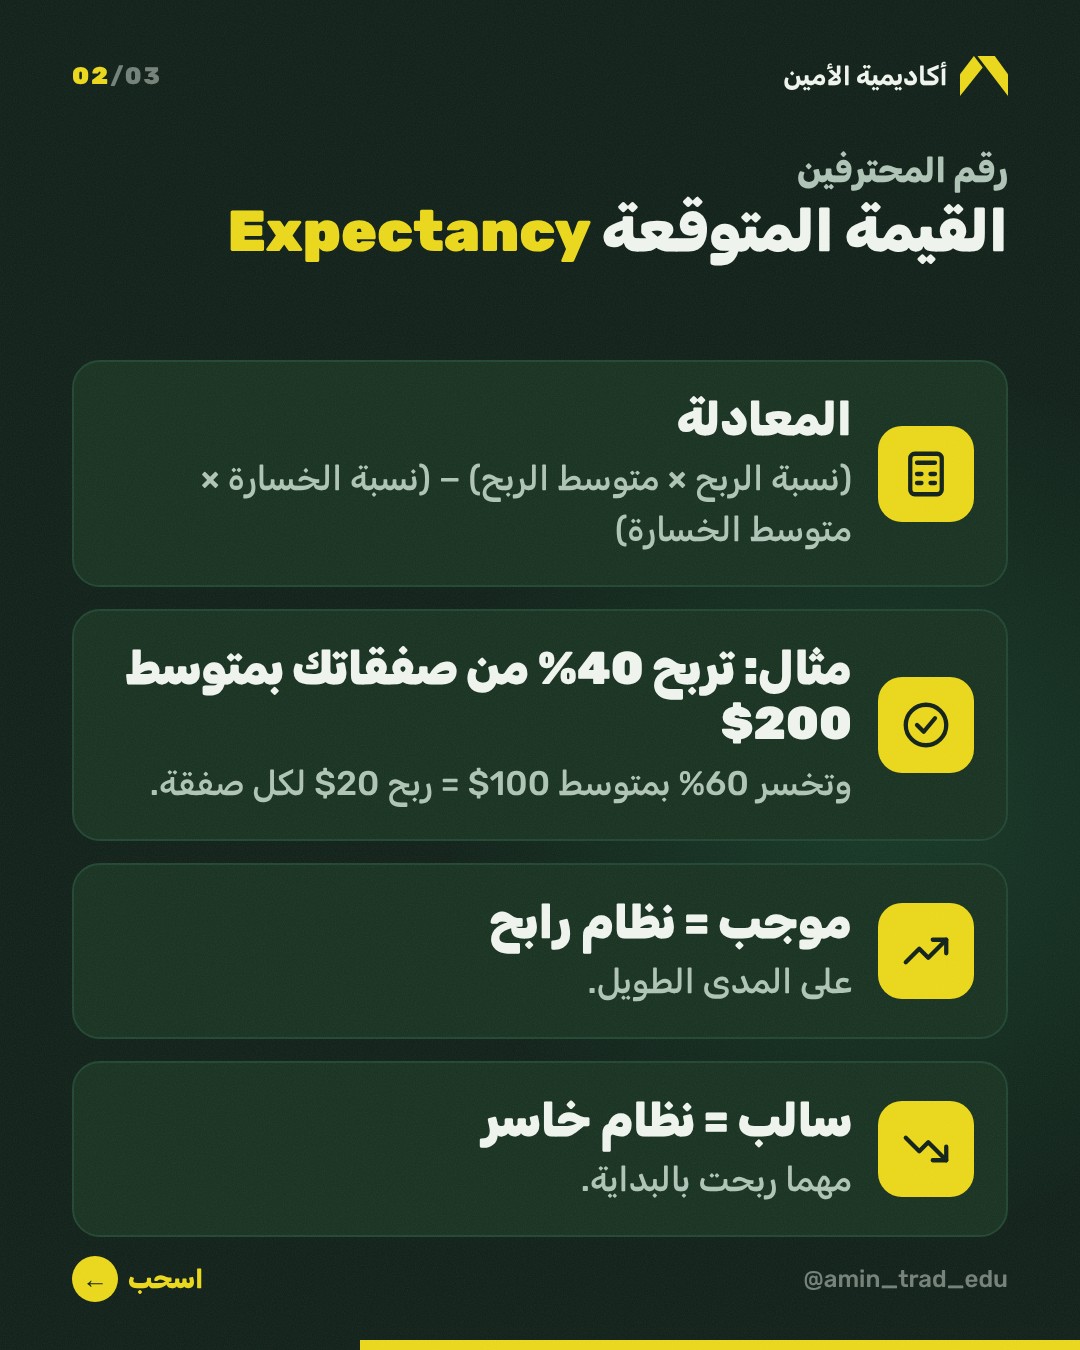 أكاديمية الأمين
02/03
رقم المحترفين
القيمة المتوقعة Expectancy
المعادلة
(نسبة الربح × متوسط الربح) – (نسبة الخسارة ×
متوسط الخسارة)
مثال: تربح 40% من صفقاتك بمتوسط
$200
وتخسر 60% بمتوسط 100$ = ربح 20$ لكل صفقة.
موجب = نظام رابح
على المدى الطويل.
سالب = نظام خاسر
مهما ربحت بالبداية.
@amin_trad_edu
اسحب ←